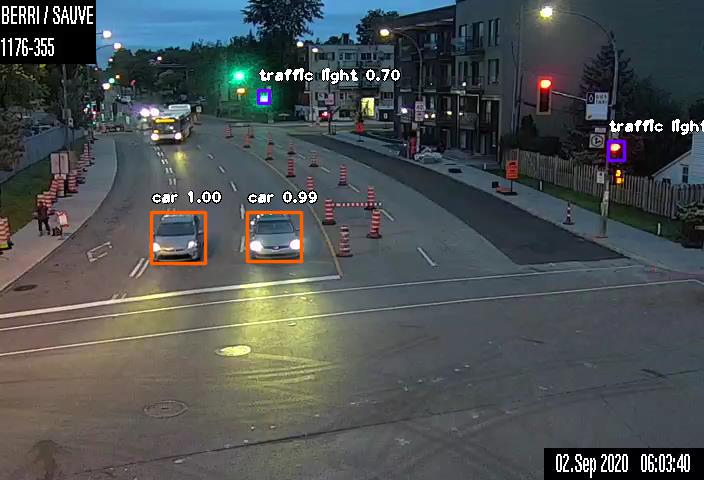 BERRI / SAUVE
1176-355
traffic light 0.70
traffic light
car 1.00
car 0.99
02.Sep 2020 06:03:40